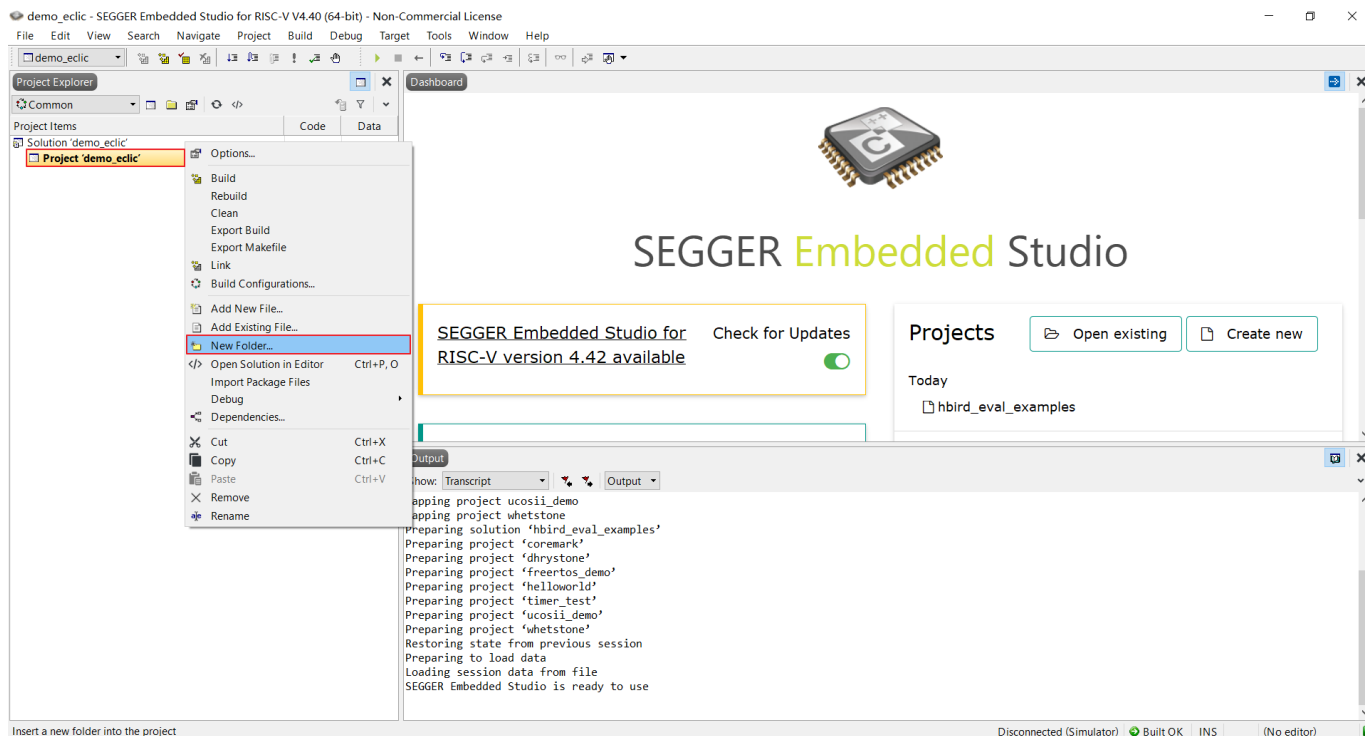 demo_eclic - SEGGER Embedded Studio for RISC-V V4.40 (64-bit) - Non-Commercial License
File Edit View Search Navigate Project Build Debug Target Tools Window Help
demo_eclic
Project Explorer
Common
Project Items Code Data
Solution 'demo_eclic'
Project 'demo_eclic'
Options...
Build
Rebuild
Clean
Export Build
Export Makefile
Link
Build Configurations...
Add New File...
Add Existing File...
New Folder...
Open Solution in Editor Ctrl+P, O
Import Package Files
Debug
Dependencies...
Cut Ctrl+X
Copy Ctrl+C
Paste Ctrl+V
Remove
Rename
Dashboard
SEGGER Embedded Studio
SEGGER Embedded Studio for
RISC-V version 4.42 available
Check for Updates
Projects Open existing Create new
Today
hbird_eval_examples
Output
Show: Transcript Output
apping project ucosii_demo
apping project whetstone
Preparing solution ‘hbird_eval_examples’
Preparing project ‘coremark’
Preparing project ‘dhrystone’
Preparing project ‘freertos_demo’
Preparing project ‘helloworld’
Preparing project ‘timer_test’
Preparing project ‘ucosii_demo’
Preparing project ‘whetstone’
Restoring state from previous session
Preparing to load data
Loading session data from file
SEGGER Embedded Studio is ready to use
Insert a new folder into the project
Disconnected (Simulator) Built OK INS (No editor)